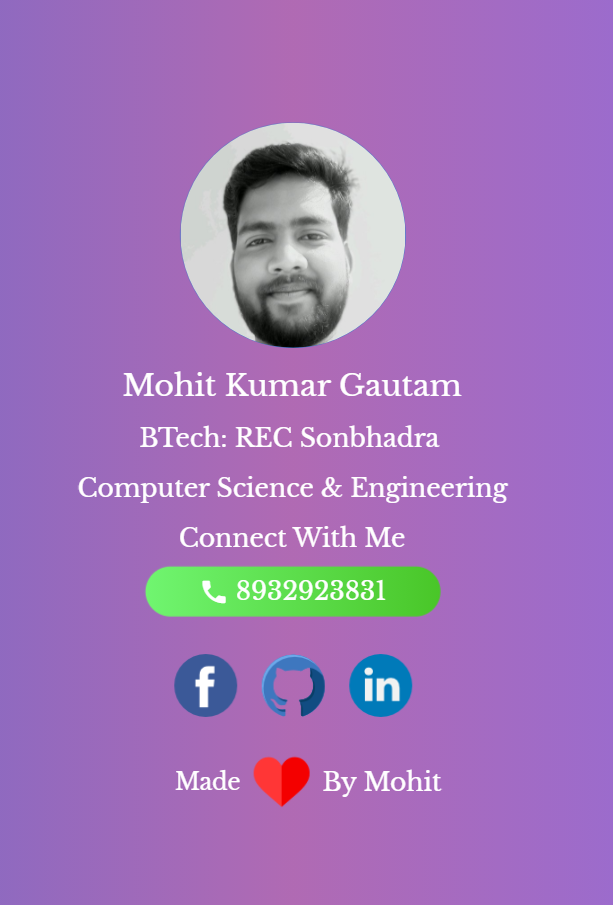 Mohit Kumar Gautam
BTech: REC Sonbhadra
Computer Science & Engineering
Connect With Me
8932923831
f in
Made By Mohit